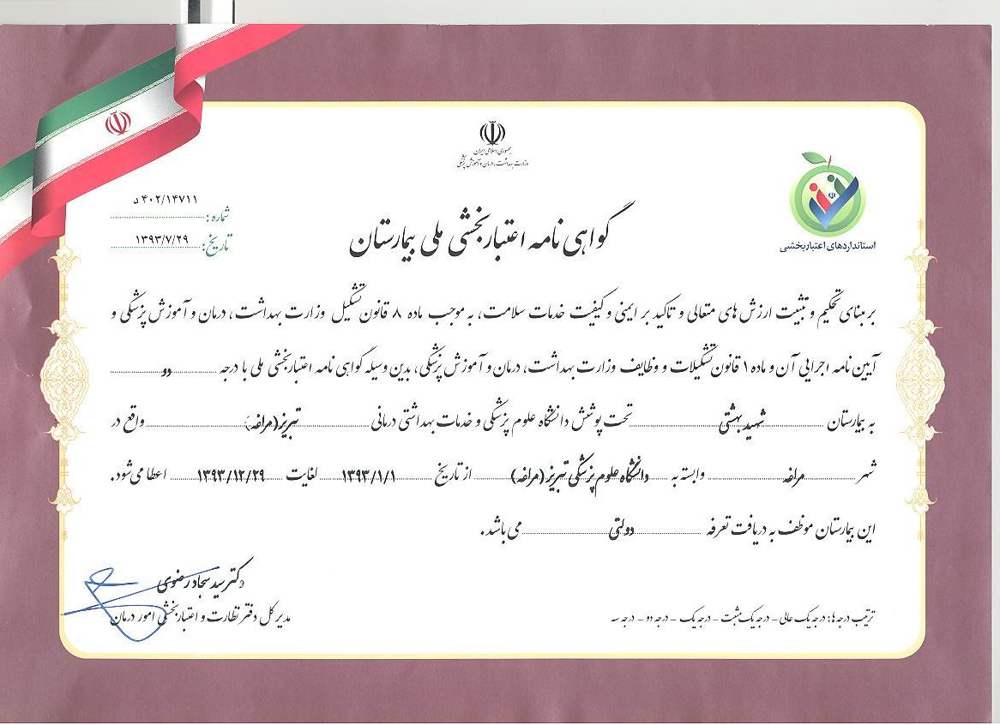 جمهوری اسلامی ایران
وزارت بهداشت، درمان و آموزش پزشکی
۴۰۲/۱۴۷۱۱ د
شماره:
۱۳۹۳/۷/۲۹
تاریخ:
استانداردهای اعتباربخشی
گواهی نامه اعتباربخشی ملی بیمارستان
بر مبنای تحکیم و تثبیت ارزش های متعالی و تاکید بر ایمنی و کیفیت خدمات سلامت، به موجب ماده ۸ قانون تشکیل وزارت بهداشت، درمان و آموزش پزشکی و
آیین نامه اجرایی آن و ماده ۱ قانون تشکیلات و وظایف وزارت بهداشت، درمان و آموزش پزشکی، بدین وسیله گواهی نامه اعتباربخشی ملی با درجه دو
به بیمارستان شهید بهشتی تحت پوشش دانشگاه علوم پزشکی و خدمات بهداشتی درمانی تبریز (مراغه) واقع در
شهر مراغه وابسته به دانشگاه علوم پزشکی تبریز (مراغه) از تاریخ ۱۳۹۳/۱/۱ لغایت ۱۳۹۳/۱۲/۲۹ اعطا می‌شود.
این بیمارستان موظف به دریافت تعرفه دولتی می باشد.
دکتر سید سجاد رضوی
مدیر کل دفتر نظارت و اعتباربخشی امور درمان
ترتیب درجه ها: درجه یک عالی - درجه یک مثبت - درجه یک - درجه دو - درجه سه